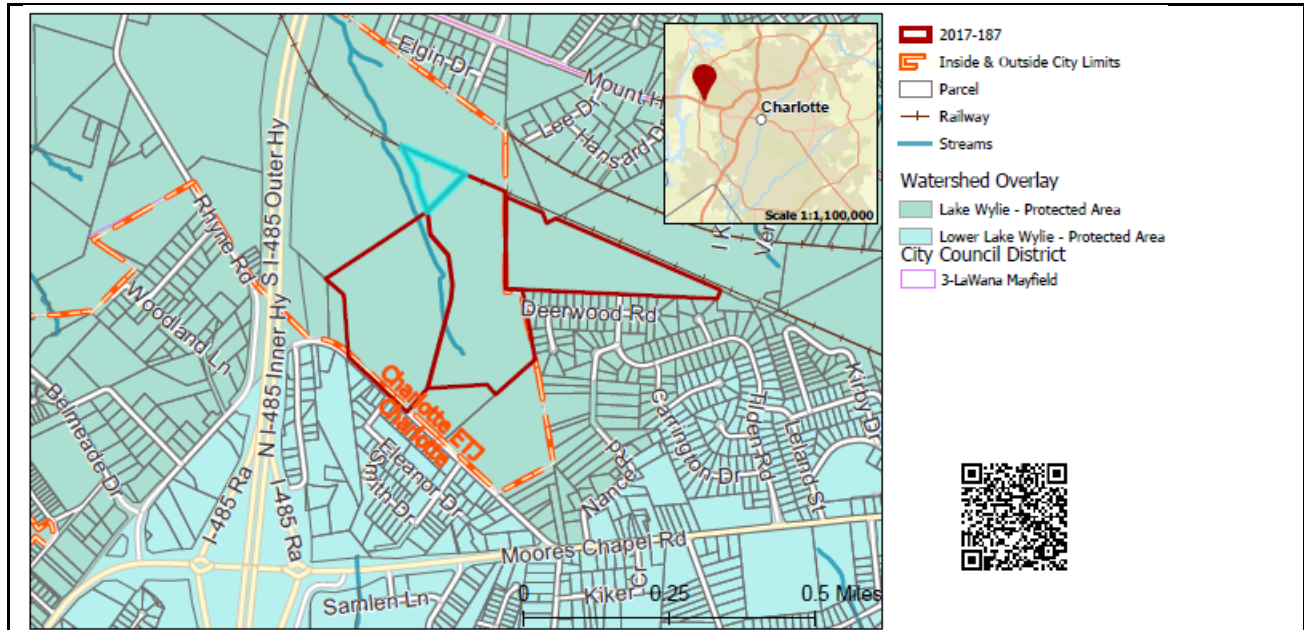 Elgin Dr
Mount H
Lee Dr
Hansard Dr
Charlotte
Scale 1:1,100,000
S I-485 Outer Hy
Rhyne Rd
N I-485 Inner Hy
Woodland Ln
Belmeade Dr
I-485 Ra
I-485 Ra
Charlotte ETJ
Charlotte
Eleanor Dr
Smith Dr
Deerwood Rd
Carrington Dr
Tilden Rd
Leland St
Kirby Dr
Nance Rd
Moores Chapel Rd
Samlen Ln
Kiker
Cr
0 0.25 0.5 Miles
2017-187
Inside & Outside City Limits
Parcel
Railway
Streams
Watershed Overlay
Lake Wylie - Protected Area
Lower Lake Wylie - Protected Area
City Council District
3-LaWana Mayfield